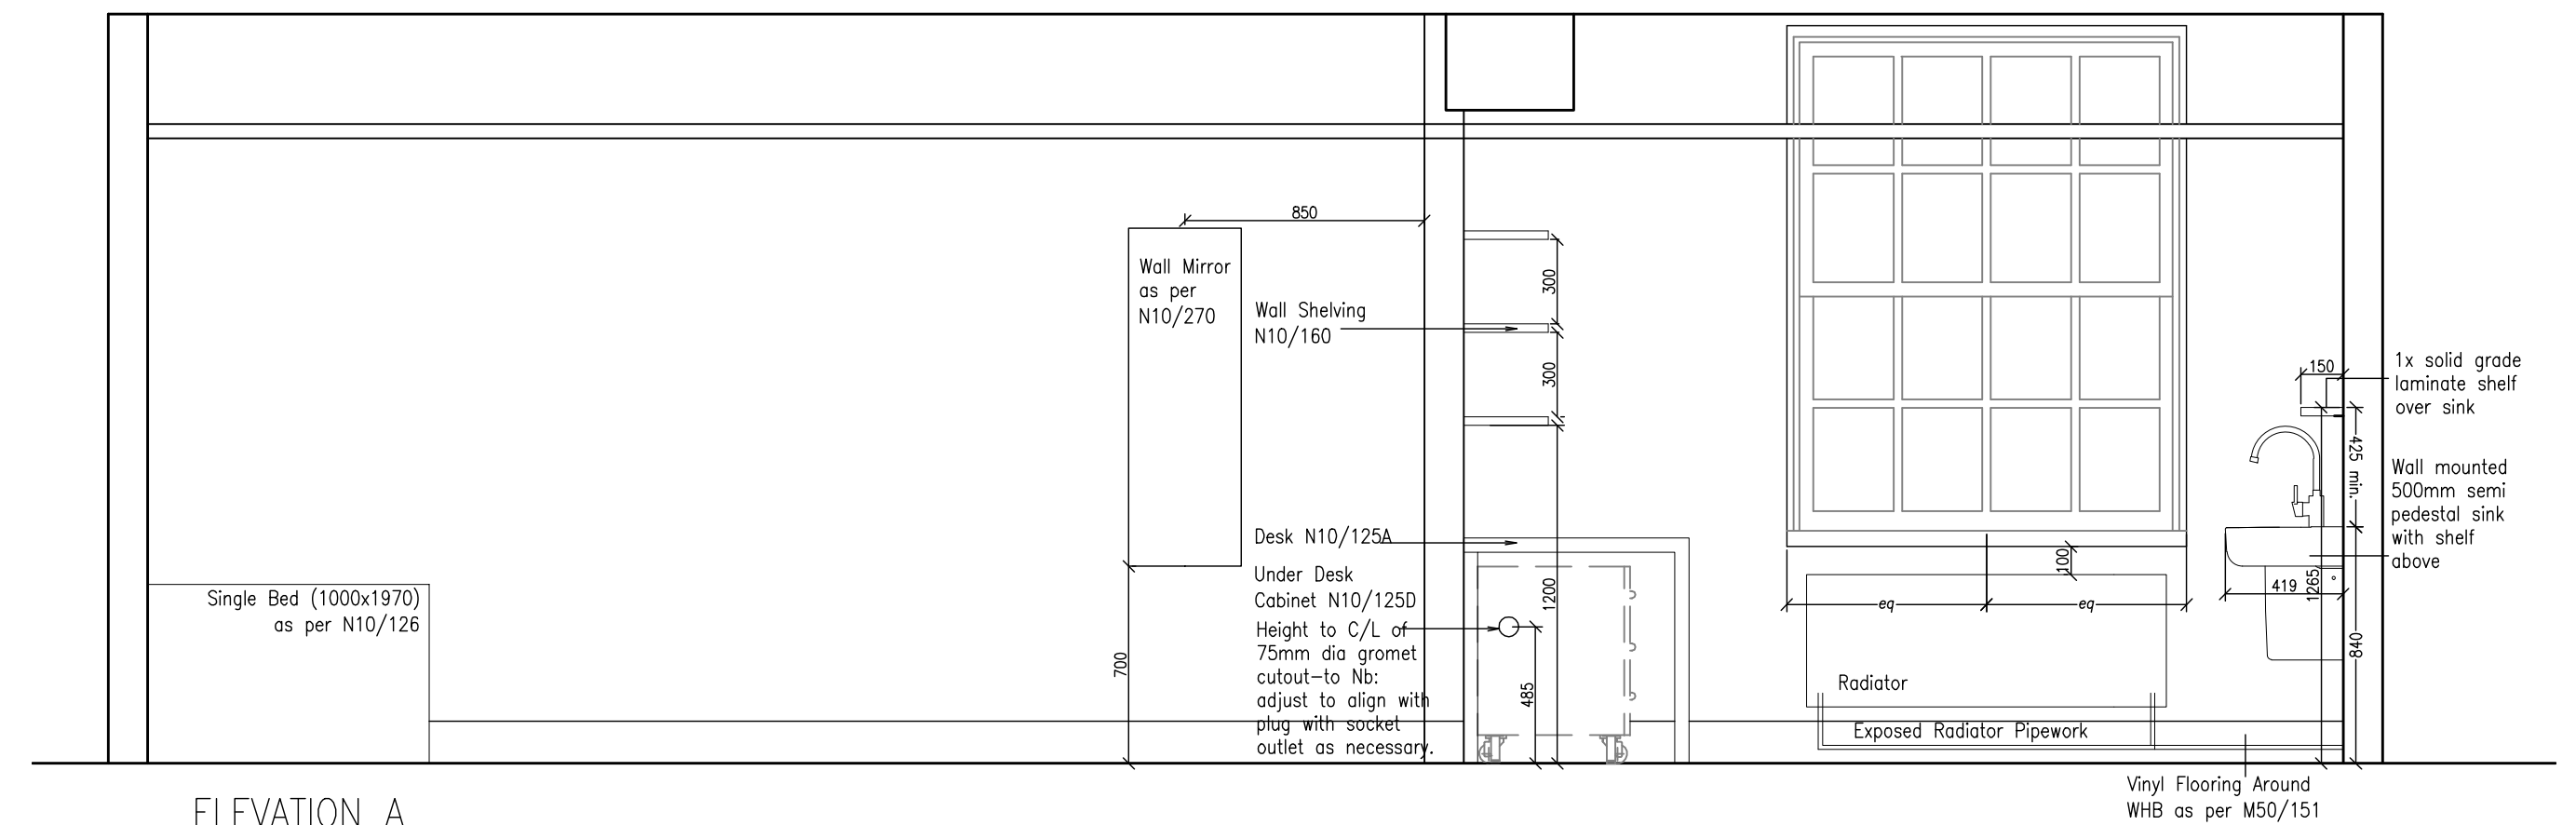 850
Wall Mirror
as per
N10/270
Wall Shelving
N10/160
300
300
150
1x solid grade
laminate shelf
over sink
425 min.
Wall mounted
500mm semi
pedestal sink
with shelf
above
Desk N10/125A
Under Desk
Cabinet N10/125D
Height to C/L of
75mm dia gromet
cutout-to Nb:
adjust to align with
plug with socket
outlet as necessary.
Single Bed (1000x1970)
as per N10/126
700
1200
485
100
eq
eq
419
1265
840
Radiator
Exposed Radiator Pipework
Vinyl Flooring Around
WHB as per M50/151
ELEVATION A